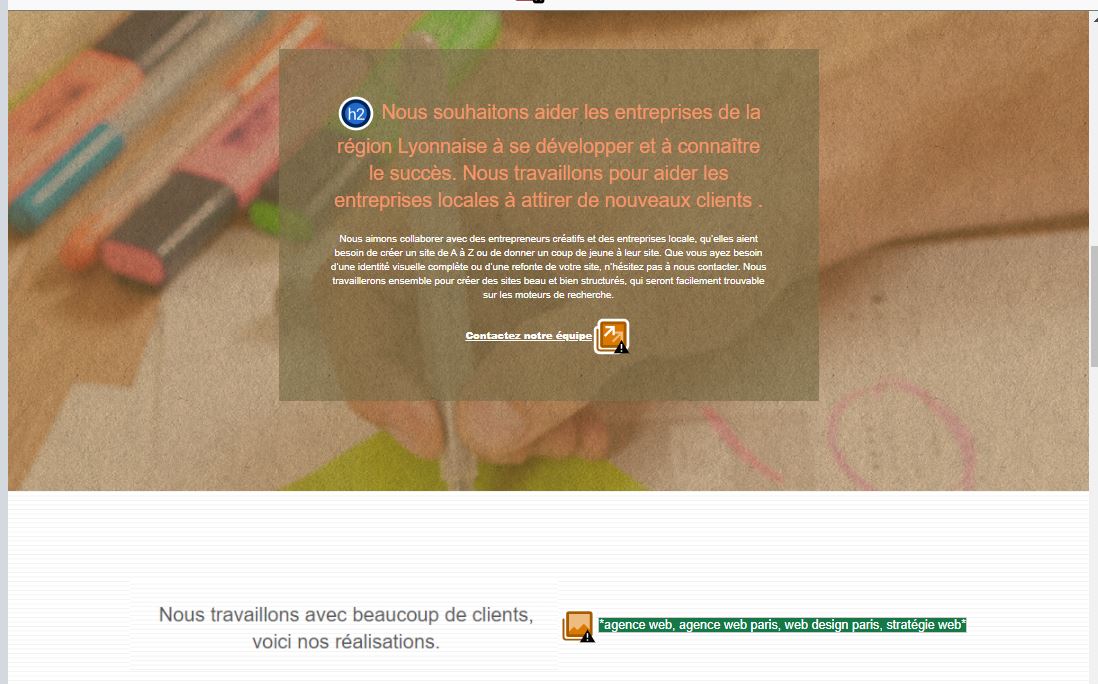 h2 Nous souhaitons aider les entreprises de la
région Lyonnaise à se développer et à connaître
le succès. Nous travaillons pour aider les
entreprises locales à attirer de nouveaux clients .
Nous aimons collaborer avec des entrepreneurs créatifs et des entreprises locale, qu'elles aient
besoin de créer un site de A à Z ou de donner un coup de jeune à leur site. Que vous ayez besoin
d'une identité visuelle complète ou d'une refonte de votre site, n'hésitez pas à nous contacter. Nous
travaillerons ensemble pour créer des sites beau et bien structurés, qui seront facilement trouvable
sur les moteurs de recherche.
Contactez notre équipe
Nous travaillons avec beaucoup de clients,
voici nos réalisations.
*agence web, agence web paris, web design paris, stratégie web*